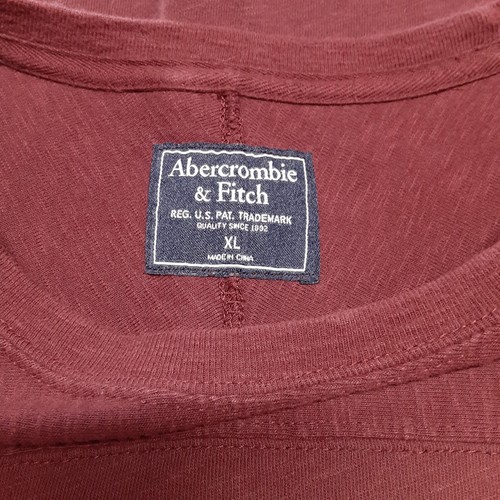 Abercrombie
& Fitch
REG. U.S. PAT. TRADEMARK
QUALITY SINCE 1892
XL
MADE IN CHINA